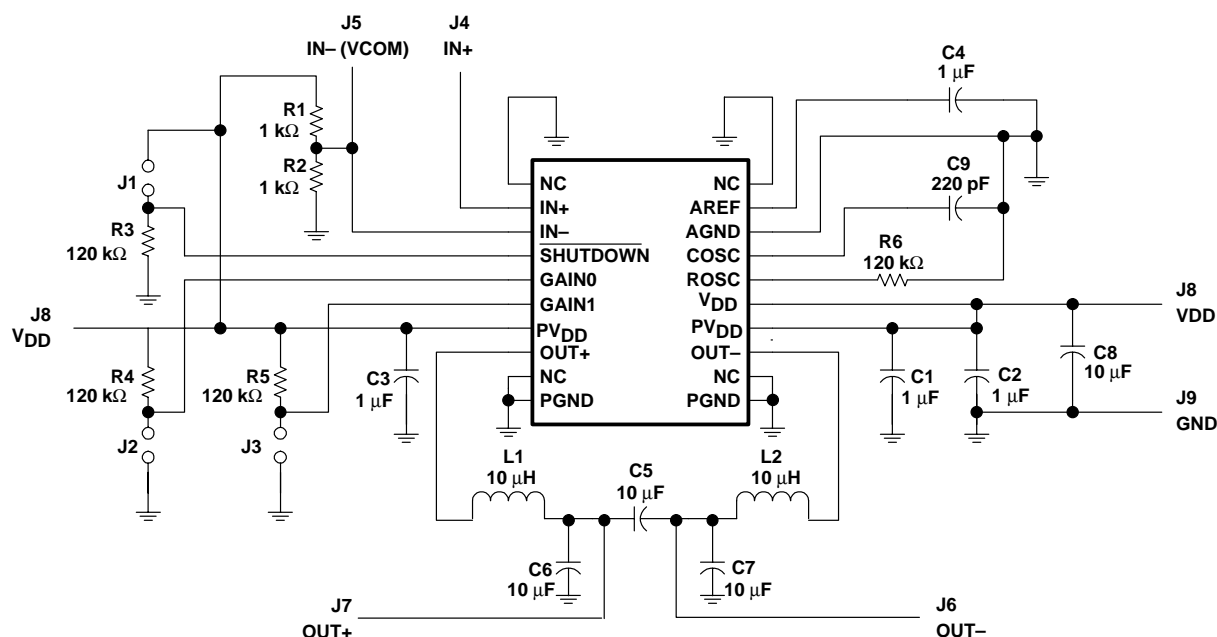 J5
IN– (VCOM)
J4
IN+
C4
1 μF
R1
1 kΩ
R2
1 kΩ
J1
R3
120 kΩ
C9
220 pF
R6
120 kΩ
NC
IN+
IN–
SHUTDOWN
GAIN0
GAIN1
PVDD
OUT+
NC
PGND
NC
AREF
AGND
COSC
ROSC
VDD
PVDD
OUT–
NC
PGND
J8
VDD
R4
120 kΩ
R5
120 kΩ
C3
1 μF
J2
J3
C1
1 μF
C2
1 μF
C8
10 μF
J8
VDD
J9
GND
L1
10 μH
C5
10 μF
L2
10 μH
C6
10 μF
C7
10 μF
J7
OUT+
J6
OUT–